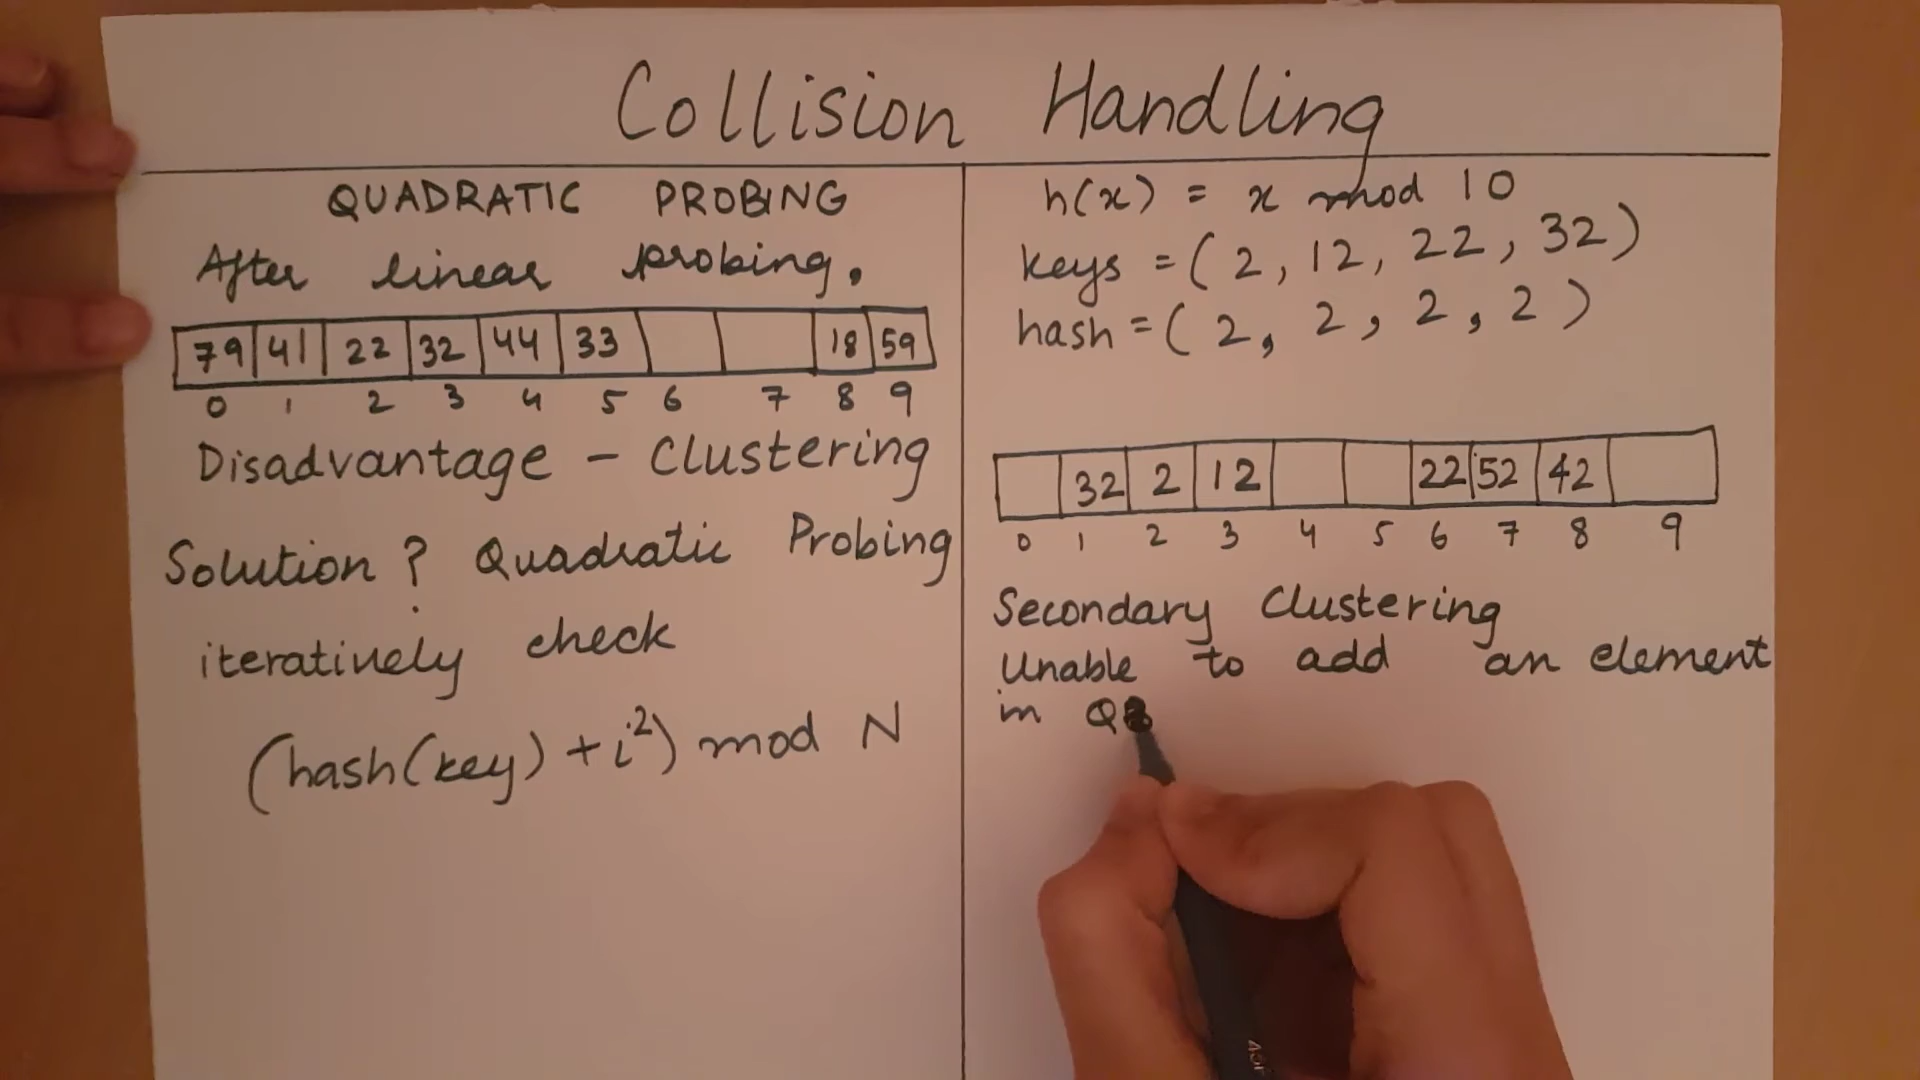 Collision Handling
QUADRATIC PROBING
After linear probing.
79 41 22 32 44 33 18 59
0 1 2 3 4 5 6 7 8 9
Disadvantage - Clustering
Solution? Quadratic Probing
iteratively check
(hash(key) + i²) mod N
h(x) = x mod 10
keys = (2, 12, 22, 32)
hash = (2, 2, 2, 2)
32 2 12 22 52 42
0 1 2 3 4 5 6 7 8 9
Secondary Clustering
Unable to add an element
in